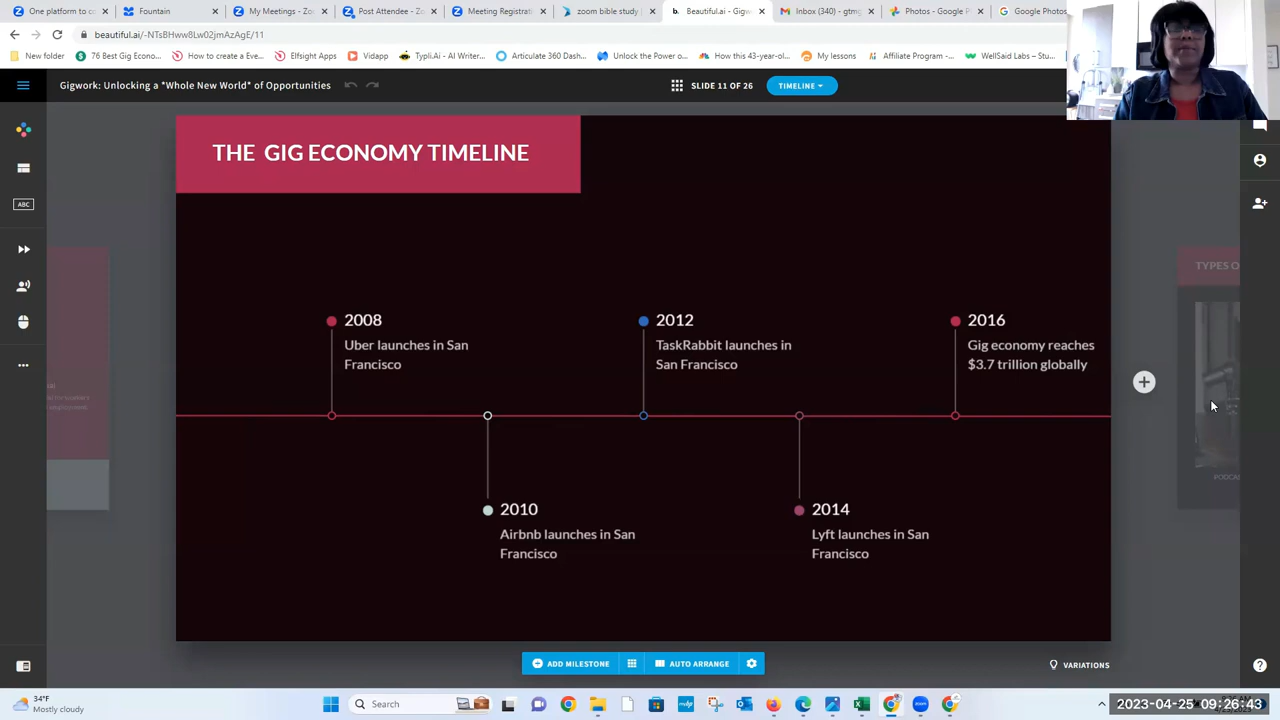 One platform to co
Fountain
My Meetings - Zo
Post Attendee - Zo
Meeting Registrati
zoom bible study
Beautiful.ai - Gigw
Inbox (340) - gtmg
Photos - Google P
Google Photos
beautiful.ai/-NTsBHww8Lw02jmAzAgE/11
New folder
76 Best Gig Econo...
How to create a Eve...
Elfsight Apps
Vidapp
Typli.Ai - AI Writer...
Articulate 360 Dash...
Unlock the Power o...
How this 43-year-ol...
My lessons
Affiliate Program -...
WellSaid Labs – Stu...
Gigwork: Unlocking a "Whole New World" of Opportunities
SLIDE 11 OF 26
TIMELINE
ABC
THE GIG ECONOMY TIMELINE
TYPES O
2008
Uber launches in San
Francisco
2012
TaskRabbit launches in
San Francisco
2016
Gig economy reaches
$3.7 trillion globally
2010
Airbnb launches in San
Francisco
2014
Lyft launches in San
Francisco
ADD MILESTONE
AUTO ARRANGE
VARIATIONS
34°F
Mostly cloudy
Search
2023-04-25 09:26:43